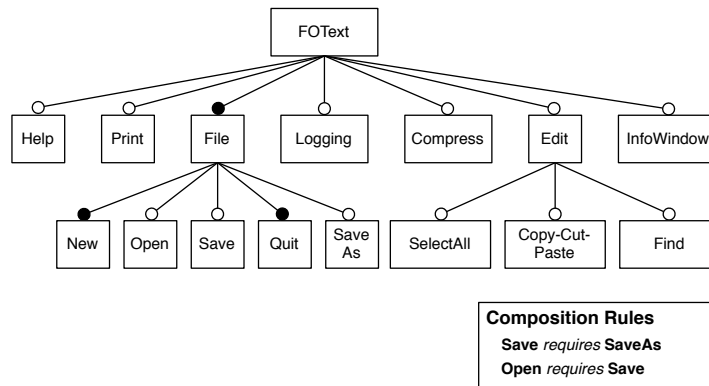 FOText
Help
Print
File
Logging
Compress
Edit
InfoWindow
New
Open
Save
Quit
Save
As
SelectAll
Copy-Cut-
Paste
Find
Composition Rules
Save requires SaveAs
Open requires Save